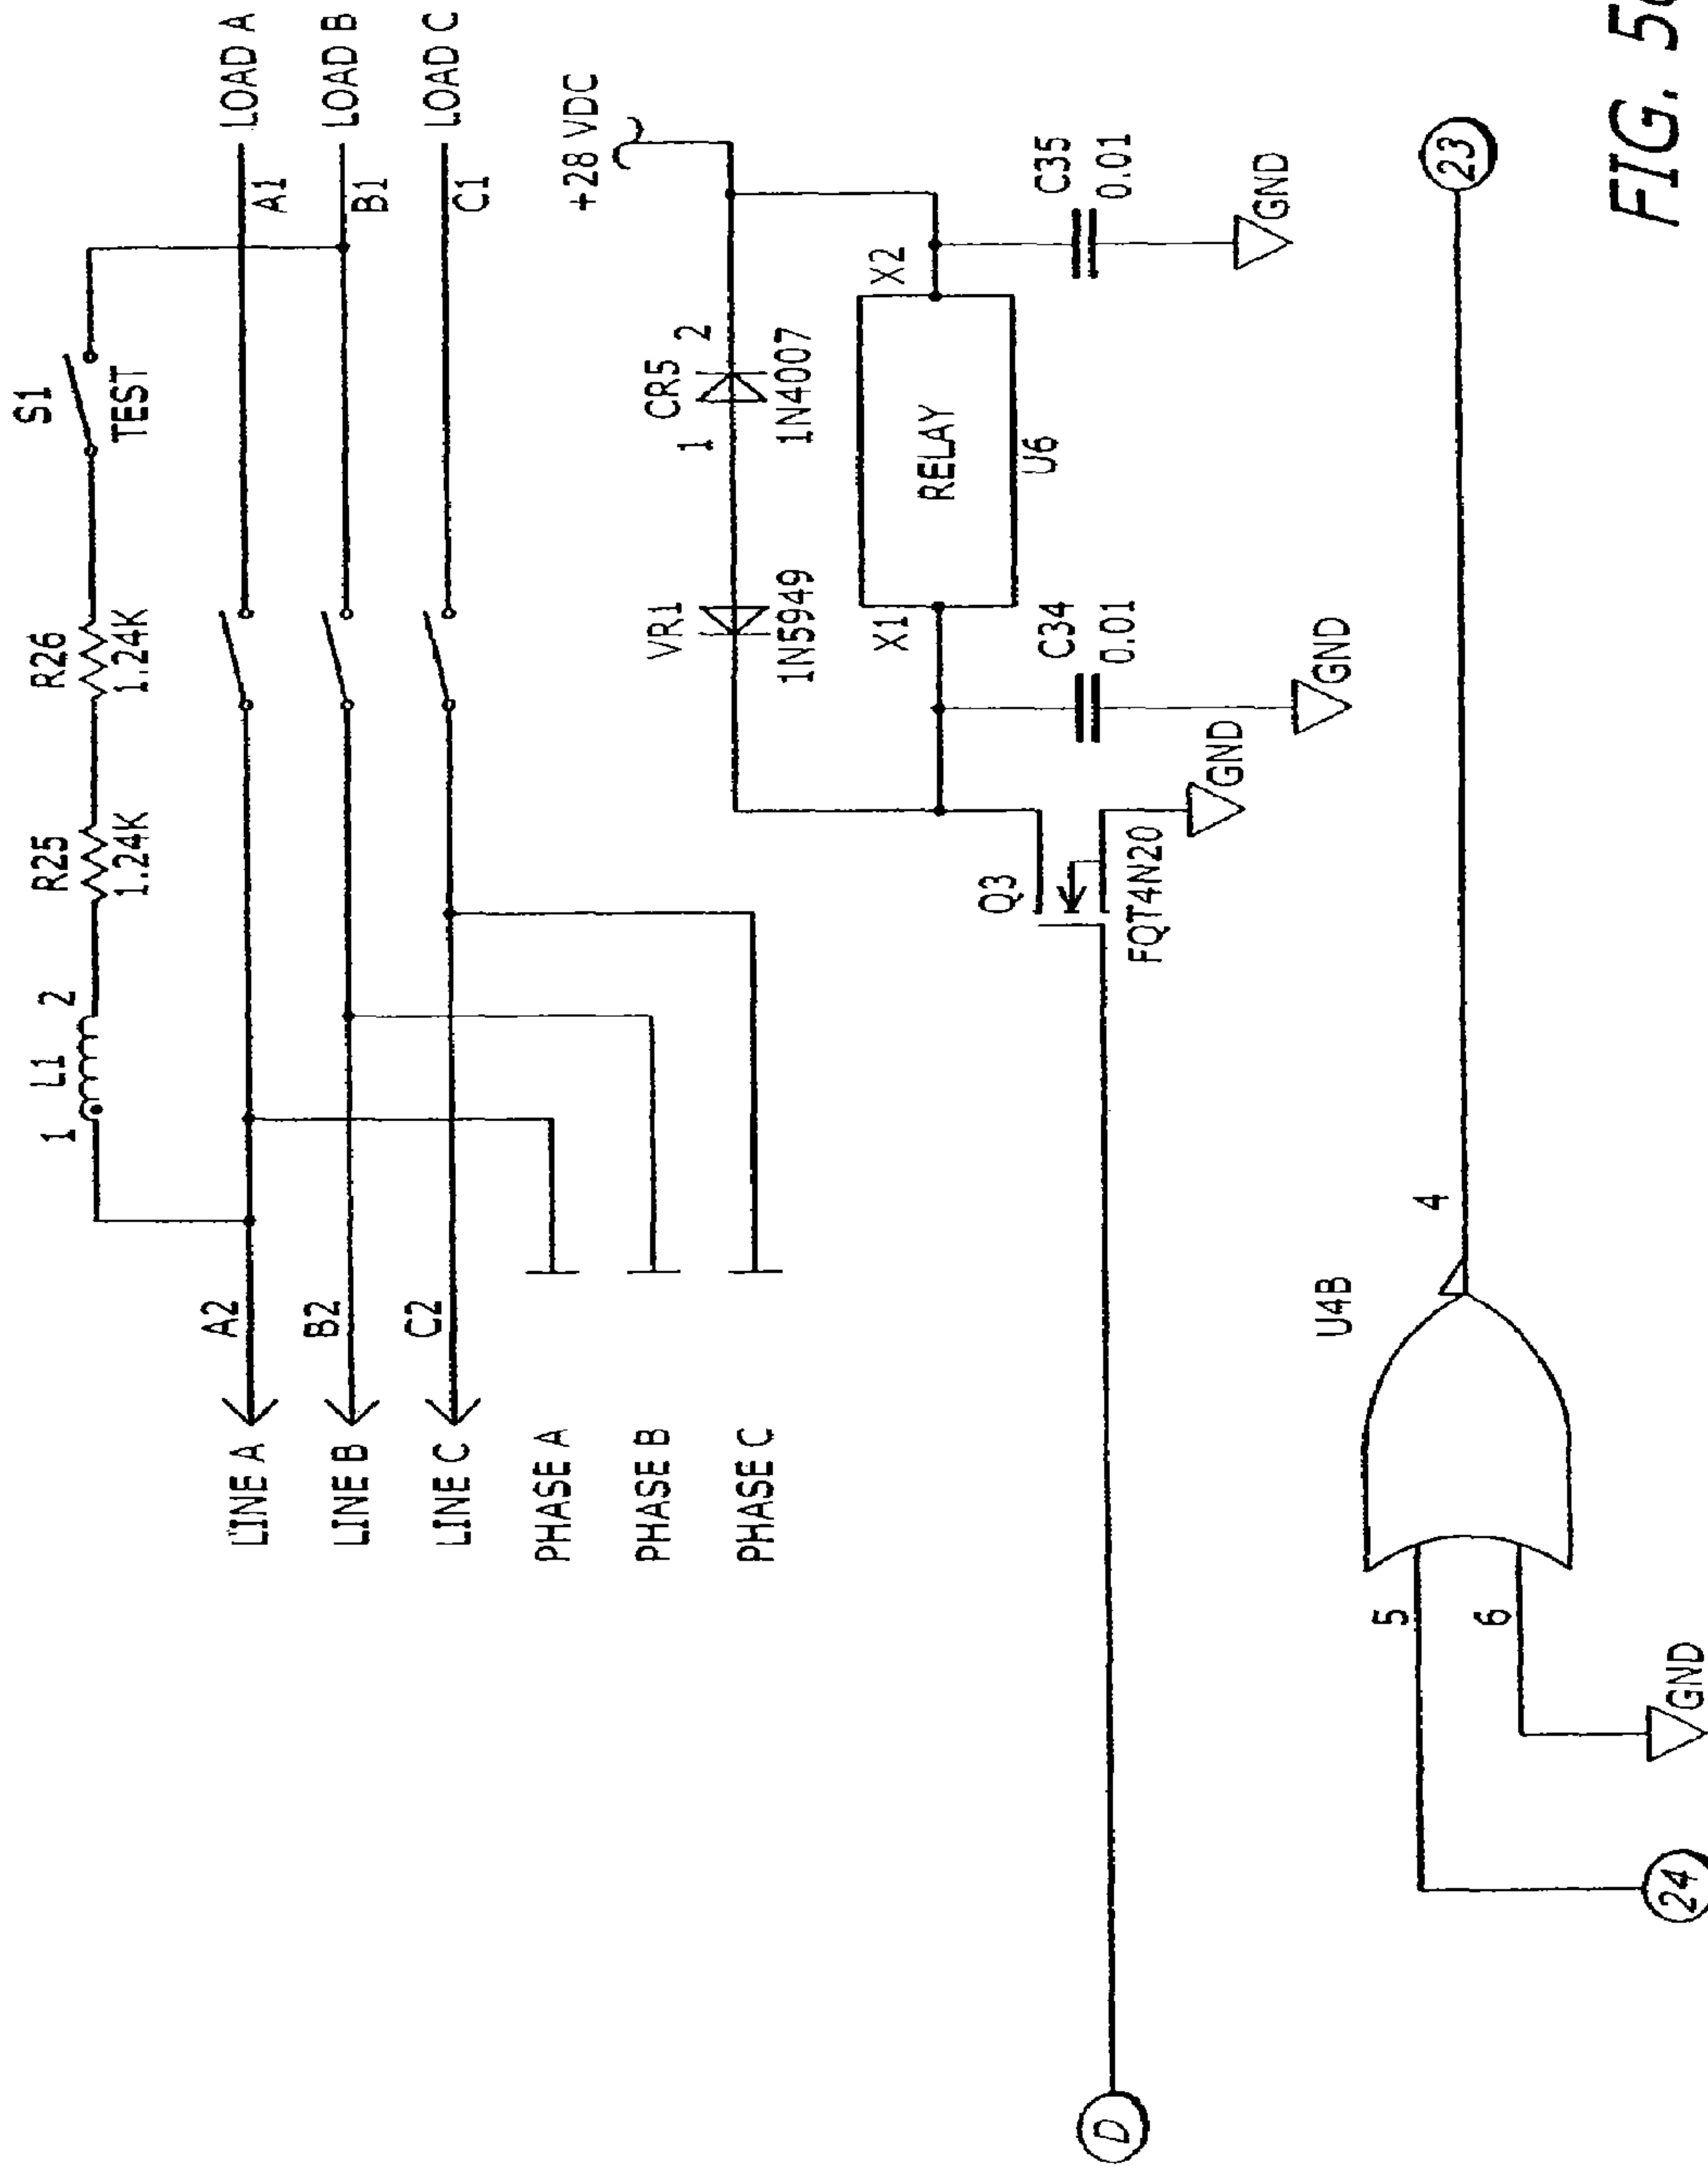 S1
TEST
R26
1.24K
R25
1.24K
L1
1
2
LOAD A
LOAD B
LOAD C
A1
B1
C1
A2
B2
C2
LINE A
LINE B
LINE C
PHASE A
PHASE B
PHASE C
+28 VDC
CR5
1
2
1N4007
VR1
1N5949
X1
X2
RELAY
U6
C34
0.01
GND
C35
0.01
GND
Q3
FQT4N20
GND
D
U4B
5
6
4
GND
24
23
FIG. 5